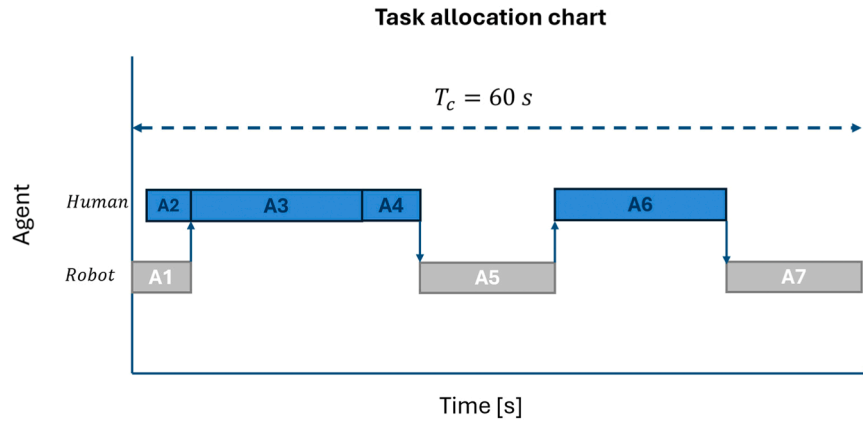 Task allocation chart
T_c = 60 s
Agent
Human
A2
A3
A4
A6
Robot
A1
A5
A7
Time [s]